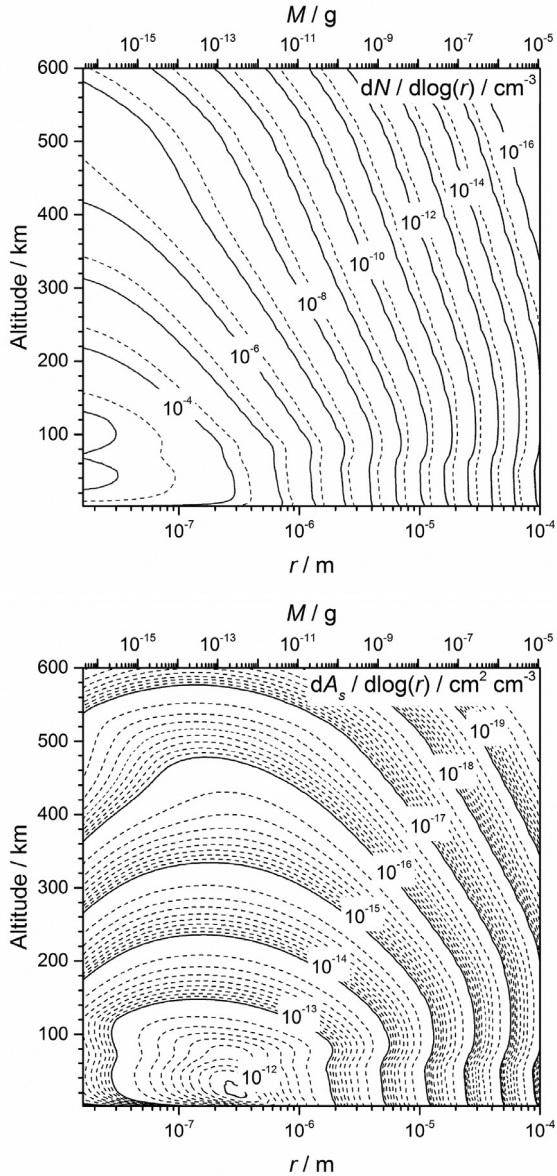 M / g
10⁻¹⁵ 10⁻¹³ 10⁻¹¹ 10⁻⁹ 10⁻⁷ 10⁻⁵
dN / dlog(r) / cm⁻³
600
500
400
300
200
100
Altitude / km
10⁻¹⁶
10⁻¹⁴
10⁻¹²
10⁻¹⁰
10⁻⁸
10⁻⁶
10⁻⁴
10⁻⁷ 10⁻⁶ 10⁻⁵ 10⁻⁴
r / m
M / g
10⁻¹⁵ 10⁻¹³ 10⁻¹¹ 10⁻⁹ 10⁻⁷ 10⁻⁵
dAₛ / dlog(r) / cm² cm⁻³
600
500
400
300
200
100
Altitude / km
10⁻¹⁹
10⁻¹⁸
10⁻¹⁷
10⁻¹⁶
10⁻¹⁵
10⁻¹⁴
10⁻¹³
10⁻¹²
10⁻⁷ 10⁻⁶ 10⁻⁵ 10⁻⁴
r / m